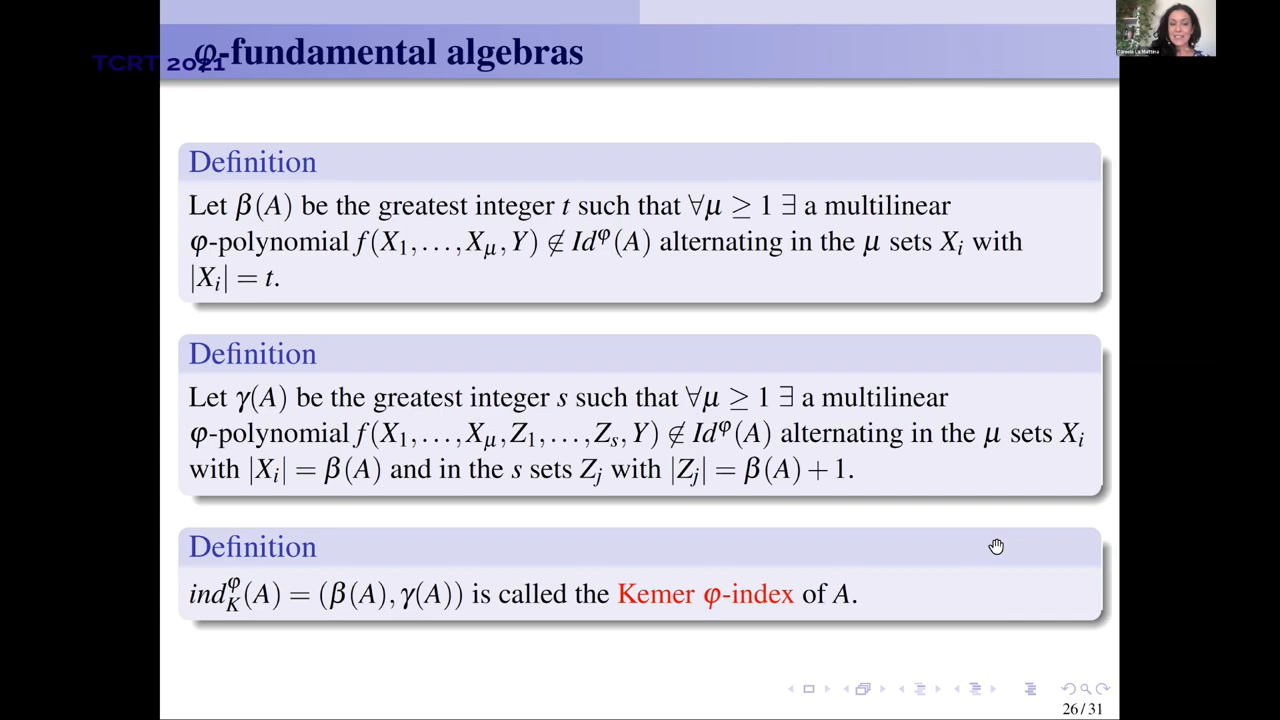 φ-fundamental algebras
TCRT 2021
Daniela La Mattina
Definition
Let β(A) be the greatest integer t such that ∀μ ≥ 1 ∃ a multilinear
φ-polynomial f(X₁,…,X_μ,Y) ∉ Id^φ(A) alternating in the μ sets X_i with
|X_i| = t.
Definition
Let γ(A) be the greatest integer s such that ∀μ ≥ 1 ∃ a multilinear
φ-polynomial f(X₁,…,X_μ,Z₁,…,Z_s,Y) ∉ Id^φ(A) alternating in the μ sets X_i
with |X_i| = β(A) and in the s sets Z_j with |Z_j| = β(A) + 1.
Definition
ind_K^φ(A) = (β(A), γ(A)) is called the Kemer φ-index of A.
26/31